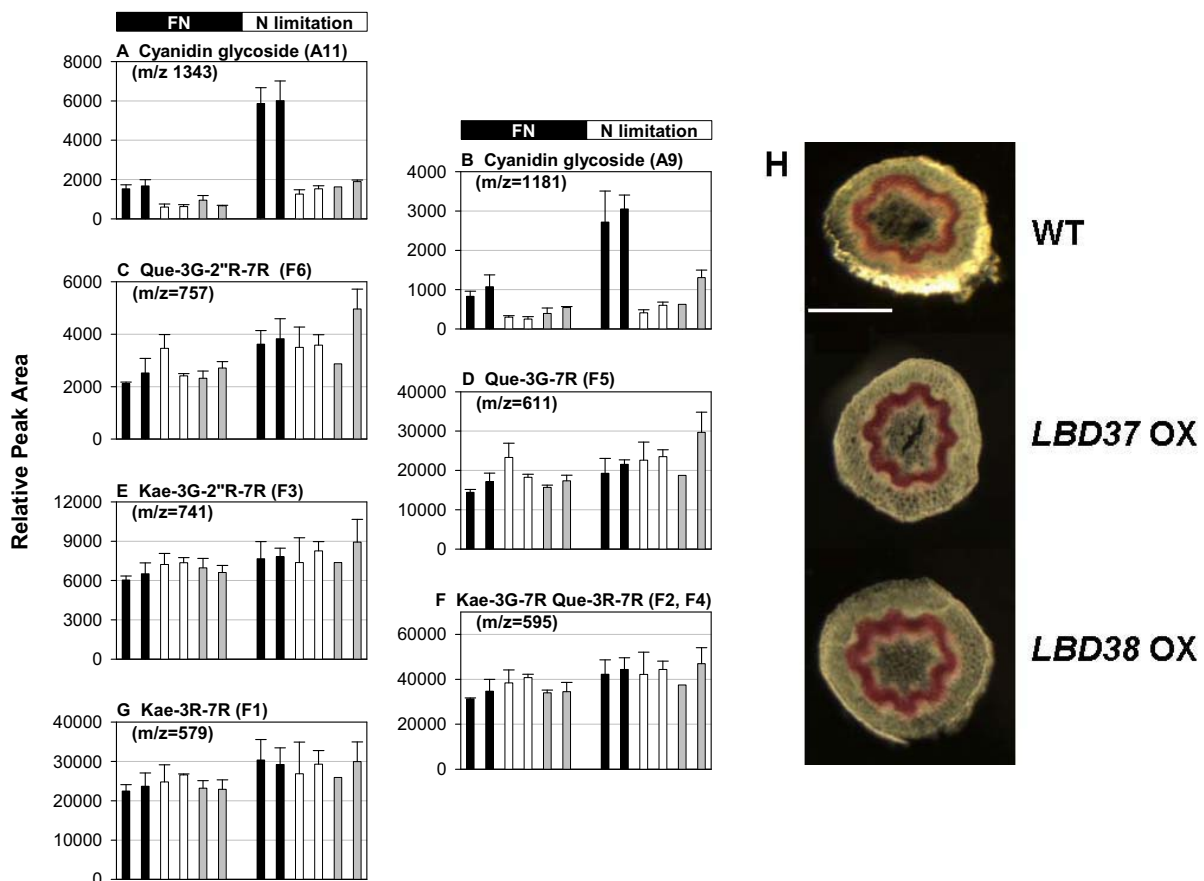 FN N limitation
A Cyanidin glycoside (A11)
(m/z 1343)
8000
6000
4000
2000
0
FN N limitation
B Cyanidin glycoside (A9)
(m/z=1181)
4000
3000
2000
1000
0
C Que-3G-2"R-7R (F6)
(m/z=757)
6000
4000
2000
0
D Que-3G-7R (F5)
(m/z=611)
40000
30000
20000
10000
0
E Kae-3G-2"R-7R (F3)
(m/z=741)
12000
9000
6000
3000
0
F Kae-3G-7R Que-3R-7R (F2, F4)
(m/z=595)
60000
40000
20000
0
G Kae-3R-7R (F1)
(m/z=579)
40000
30000
20000
10000
0
Relative Peak Area
H
WT
LBD37 OX
LBD38 OX